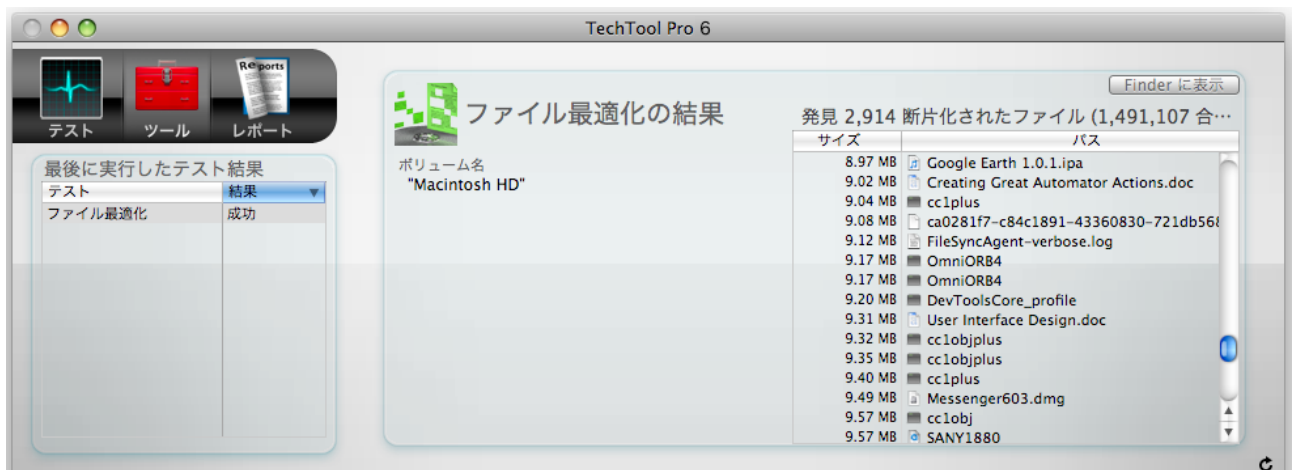 TechTool Pro 6
Reports
テスト
ツール
レポート
最後に実行したテスト結果
テスト 結果
ファイル最適化 成功
ファイル最適化の結果
ボリューム名
"Macintosh HD"
Finder に表示
発見 2,914 断片化されたファイル (1,491,107 合…
サイズ パス
8.97 MB Google Earth 1.0.1.ipa
9.02 MB Creating Great Automator Actions.doc
9.04 MB cc1plus
9.08 MB ca0281f7-c84c1891-43360830-721db568
9.12 MB FileSyncAgent-verbose.log
9.17 MB OmniORB4
9.17 MB OmniORB4
9.20 MB DevToolsCore_profile
9.31 MB User Interface Design.doc
9.32 MB cc1objplus
9.35 MB cc1objplus
9.40 MB cc1plus
9.49 MB Messenger603.dmg
9.57 MB cc1obj
9.57 MB SANY1880